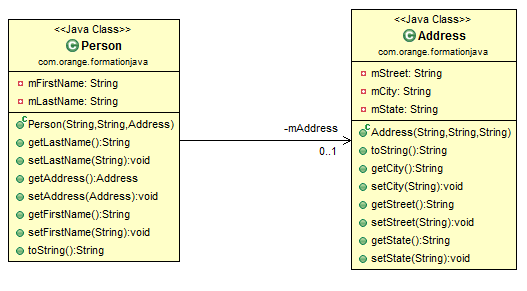 <<Java Class>>
Person
com.orange.formationjava
mFirstName: String
mLastName: String
Person(String,String,Address)
getLastName():String
setLastName(String):void
getAddress():Address
setAddress(Address):void
getFirstName():String
setFirstName(String):void
toString():String
-mAddress
0..1
<<Java Class>>
Address
com.orange.formationjava
mStreet: String
mCity: String
mState: String
Address(String,String,String)
toString():String
getCity():String
setCity(String):void
getStreet():String
setStreet(String):void
getState():String
setState(String):void